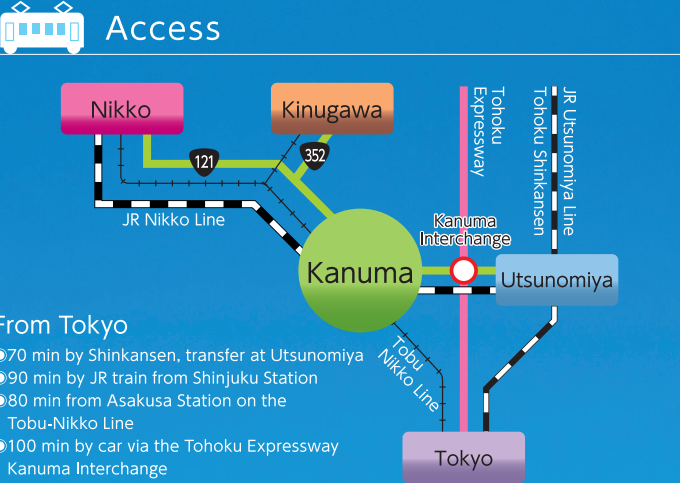 Access
Nikko
Kinugawa
Tohoku
Expressway
JR Utsunomiya Line
Tohoku Shinkansen
121
352
JR Nikko Line
Kanuma
Interchange
Kanuma
Utsunomiya
From Tokyo
●70 min by Shinkansen, transfer at Utsunomiya
●90 min by JR train from Shinjuku Station
●80 min from Asakusa Station on the
Tobu-Nikko Line
●100 min by car via the Tohoku Expressway
Kanuma Interchange
Tobu
Nikko Line
Tokyo